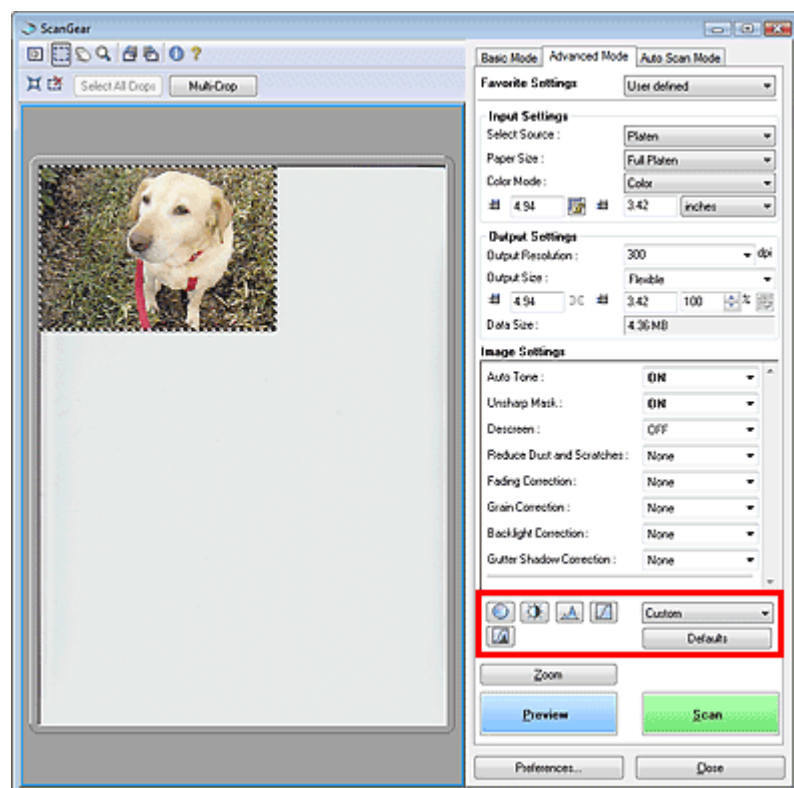 ScanGear
Select All Crops Multi-Crop
Basic Mode Advanced Mode Auto Scan Mode
Favorite Settings User defined
Input Settings
Select Source : Platen
Paper Size : Full Platen
Color Mode : Color
4.94 3.42 inches
Output Settings
Output Resolution : 300 dpi
Output Size : Flexible
4.94 3.42 100 %
Data Size : 4.36 MB
Image Settings
Auto Tone : ON
Unsharp Mask : ON
Descreen : OFF
Reduce Dust and Scratches : None
Fading Correction : None
Grain Correction : None
Backlight Correction : None
Gutter Shadow Correction : None
Custom
Defaults
Zoom
Preview Scan
Preferences... Close